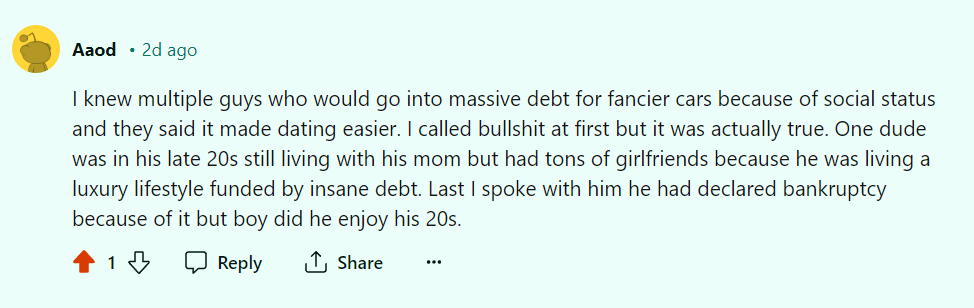 Aaod • 2d ago
I knew multiple guys who would go into massive debt for fancier cars because of social status
and they said it made dating easier. I called bullshit at first but it was actually true. One dude
was in his late 20s still living with his mom but had tons of girlfriends because he was living a
luxury lifestyle funded by insane debt. Last I spoke with him he had declared bankruptcy
because of it but boy did he enjoy his 20s.
1 Reply Share ···